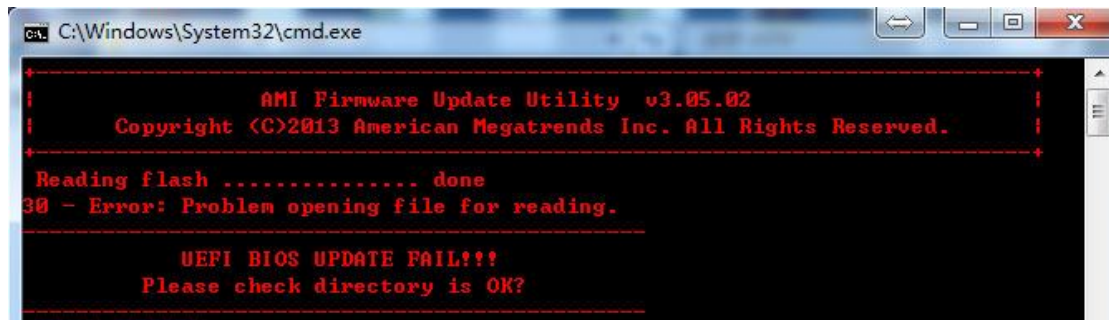 C:\Windows\System32\cmd.exe
AMI Firmware Update Utility v3.05.02
Copyright (C)2013 American Megatrends Inc. All Rights Reserved.
Reading flash ............... done
30 - Error: Problem opening file for reading.
UEFI BIOS UPDATE FAIL!!!
Please check directory is OK?